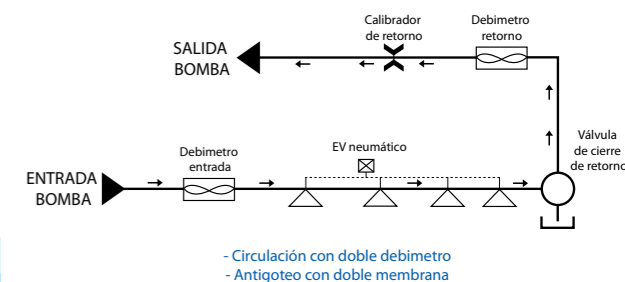 Calibrador
de retorno
Debimetro
retorno
SALIDA
BOMBA
Válvula
de cierre
de retorno
Debimetro
entrada
EV neumático
ENTRADA
BOMBA
- Circulación con doble debimetro
- Antigoteo con doble membrana